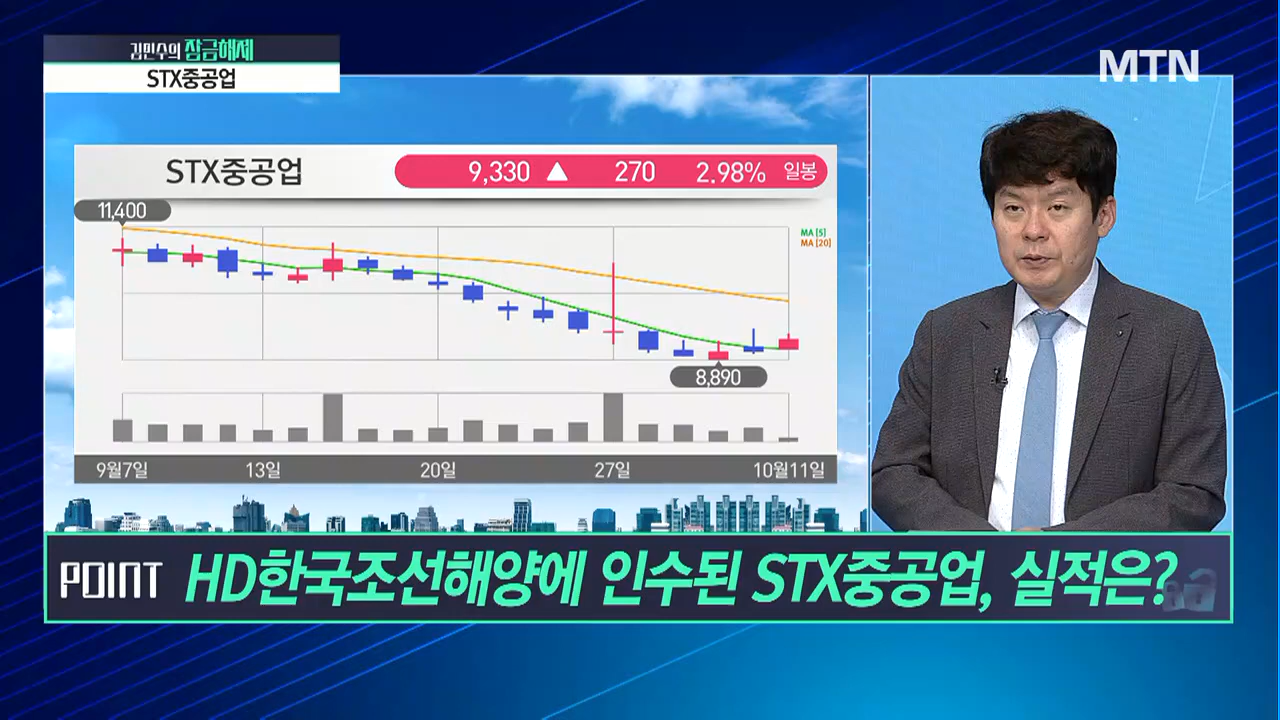 김민수의 잠금해제
STX중공업
MTN
STX중공업 9,330 ▲ 270 2.98% 일봉
11,400
MA [5]
MA [20]
8,890
9월7일 13일 20일 27일 10월11일
POINT HD한국조선해양에 인수된 STX중공업, 실적은?